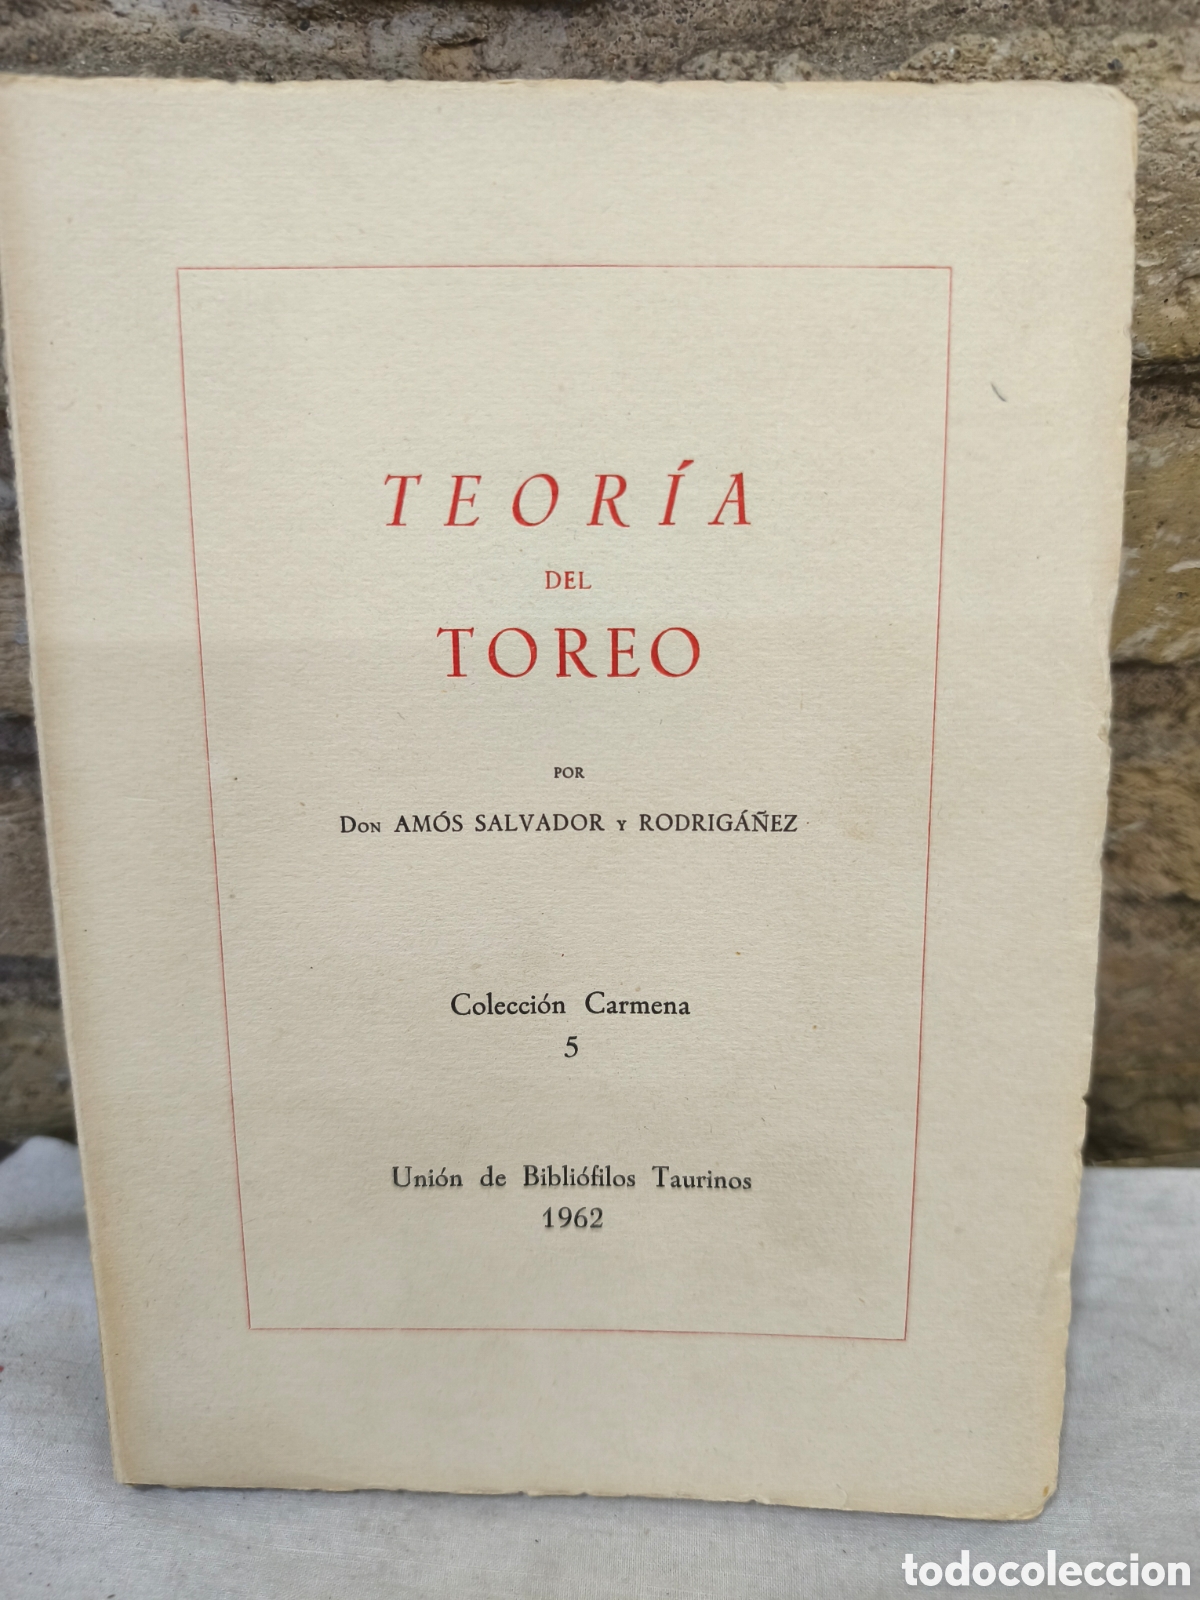 TEORÍA
DEL
TOREO
POR
DON AMÓS SALVADOR Y RODRIGÁÑEZ
Colección Carmena
5
Unión de Bibliófilos Taurinos
1962
todocoleccion